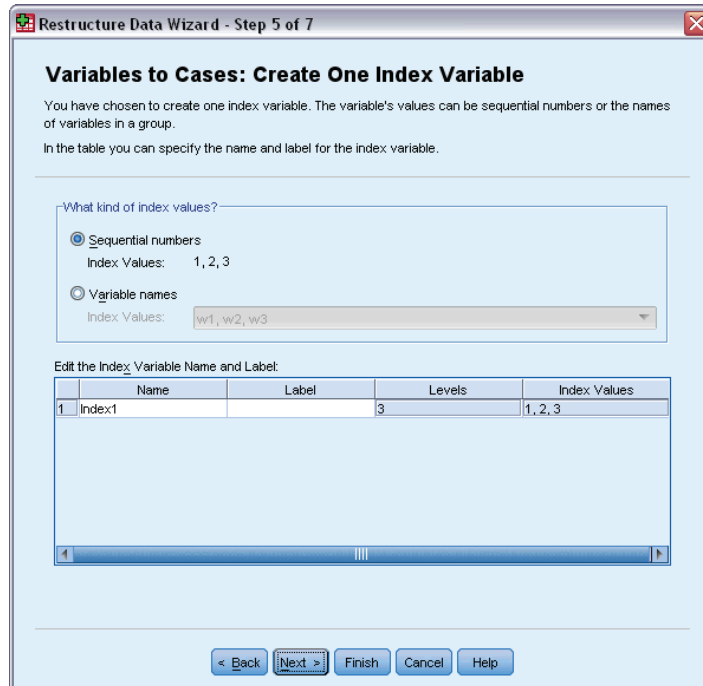 Restructure Data Wizard - Step 5 of 7
Variables to Cases: Create One Index Variable
You have chosen to create one index variable. The variable's values can be sequential numbers or the names
of variables in a group.
In the table you can specify the name and label for the index variable.
What kind of index values?
Sequential numbers
Index Values: 1, 2, 3
Variable names
Index Values: w1, w2, w3
Edit the Index Variable Name and Label:
Name Label Levels Index Values
1 Index1 3 1, 2, 3
< Back Next > Finish Cancel Help